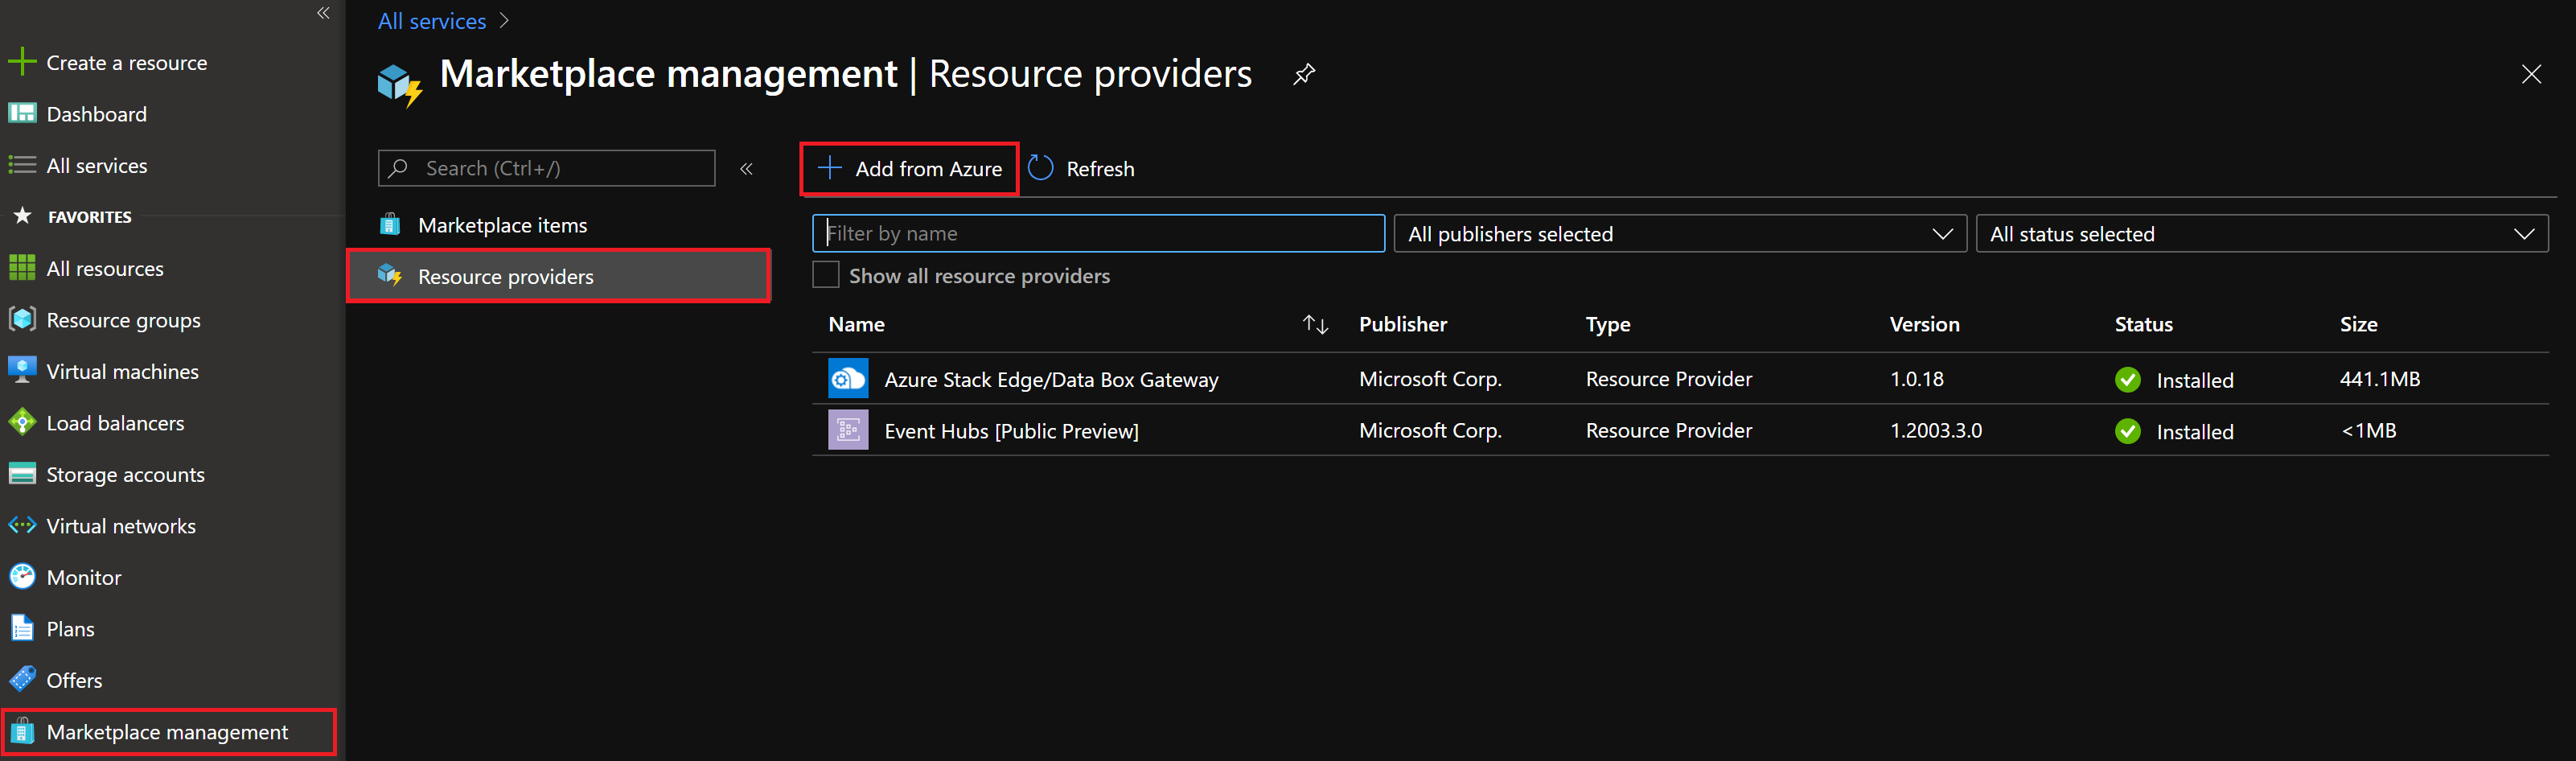 Create a resource
Dashboard
All services
FAVORITES
All resources
Resource groups
Virtual machines
Load balancers
Storage accounts
Virtual networks
Monitor
Plans
Offers
Marketplace management
All services
Marketplace management | Resource providers
Search (Ctrl+/)
Marketplace items
Resource providers
Add from Azure Refresh
Filter by name All publishers selected All status selected
Show all resource providers
Name Publisher Type Version Status Size
Azure Stack Edge/Data Box Gateway Microsoft Corp. Resource Provider 1.0.18 Installed 441.1MB
Event Hubs [Public Preview] Microsoft Corp. Resource Provider 1.2003.3.0 Installed <1MB